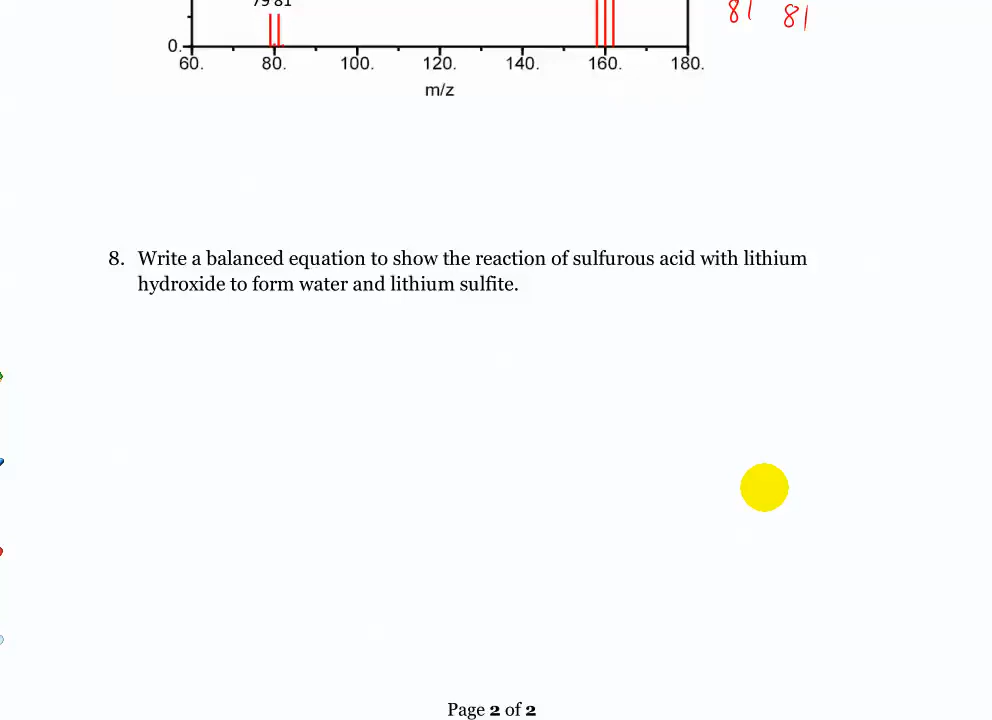 79 81
81 81
0.
60. 80. 100. 120. 140. 160. 180.
m/z
8. Write a balanced equation to show the reaction of sulfurous acid with lithium
hydroxide to form water and lithium sulfite.
Page 2 of 2